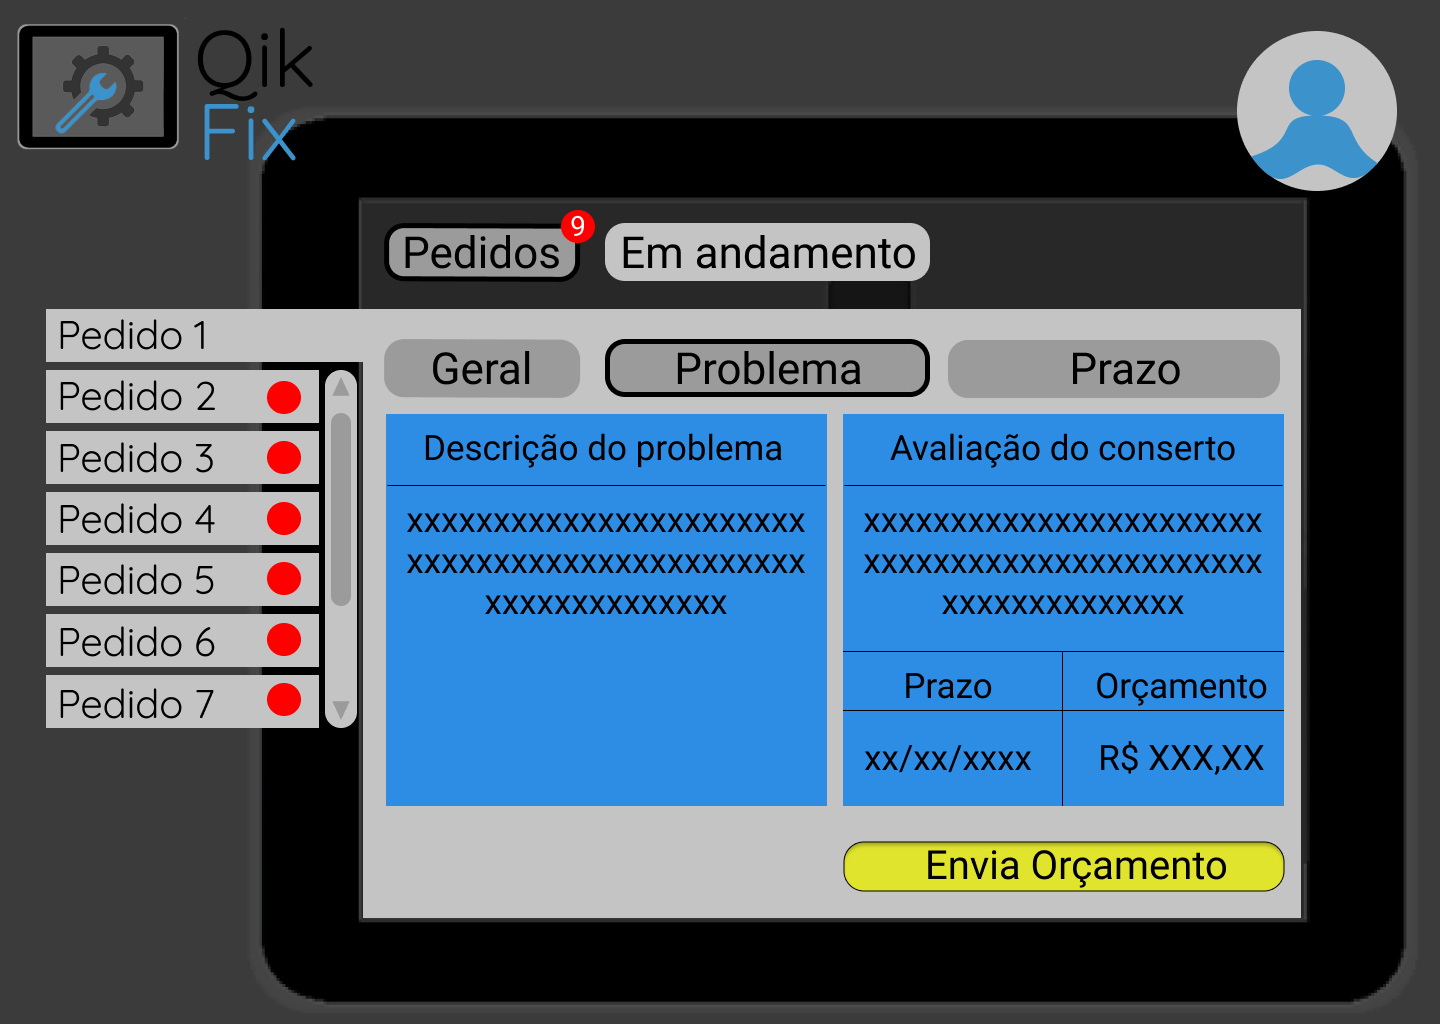 Qik
Fix
Pedidos
9
Em andamento
Pedido 1
Pedido 2
Pedido 3
Pedido 4
Pedido 5
Pedido 6
Pedido 7
Geral
Problema
Prazo
Descrição do problema
xxxxxxxxxxxxxxxxxxxxxxx
xxxxxxxxxxxxxxxxxxxxxxx
xxxxxxxxxxxxxx
Avaliação do conserto
xxxxxxxxxxxxxxxxxxxxxxx
xxxxxxxxxxxxxxxxxxxxxxx
xxxxxxxxxxxxxx
Prazo
Orçamento
xx/xx/xxxx
R$ XXX,XX
Envia Orçamento